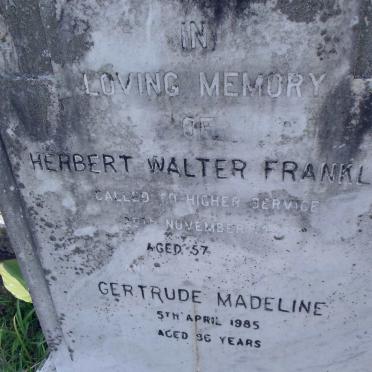 IN
LOVING MEMORY
OF
HERBERT WALTER FRANKL
CALLED TO HIGHER SERVICE
NOVEMBER
AGED 57
GERTRUDE MADELINE
5TH APRIL 1985
AGED 96 YEARS